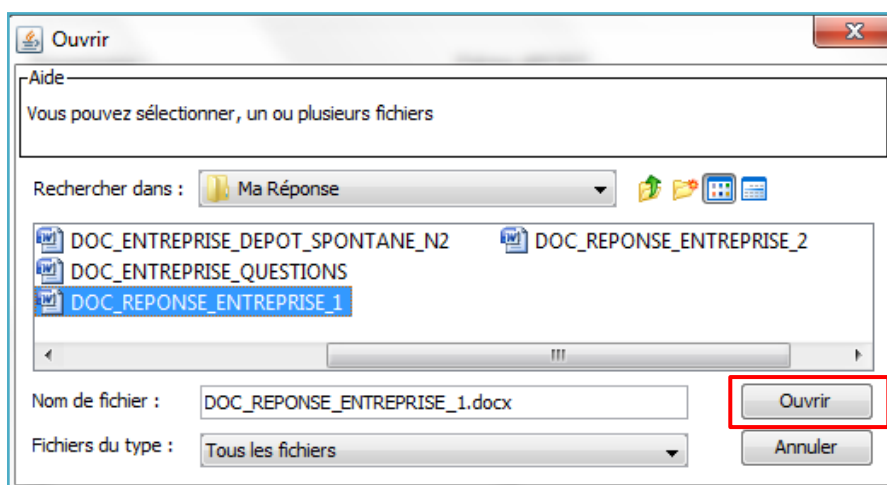 Ouvrir
Aide
Vous pouvez sélectionner, un ou plusieurs fichiers
Rechercher dans : Ma Réponse
DOC_ENTREPRISE_DEPOT_SPONTANE_N2 DOC_REPONSE_ENTREPRISE_2
DOC_ENTREPRISE_QUESTIONS
DOC_REPONSE_ENTREPRISE_1
Nom de fichier : DOC_REPONSE_ENTREPRISE_1.docx Ouvrir
Fichiers du type : Tous les fichiers Annuler